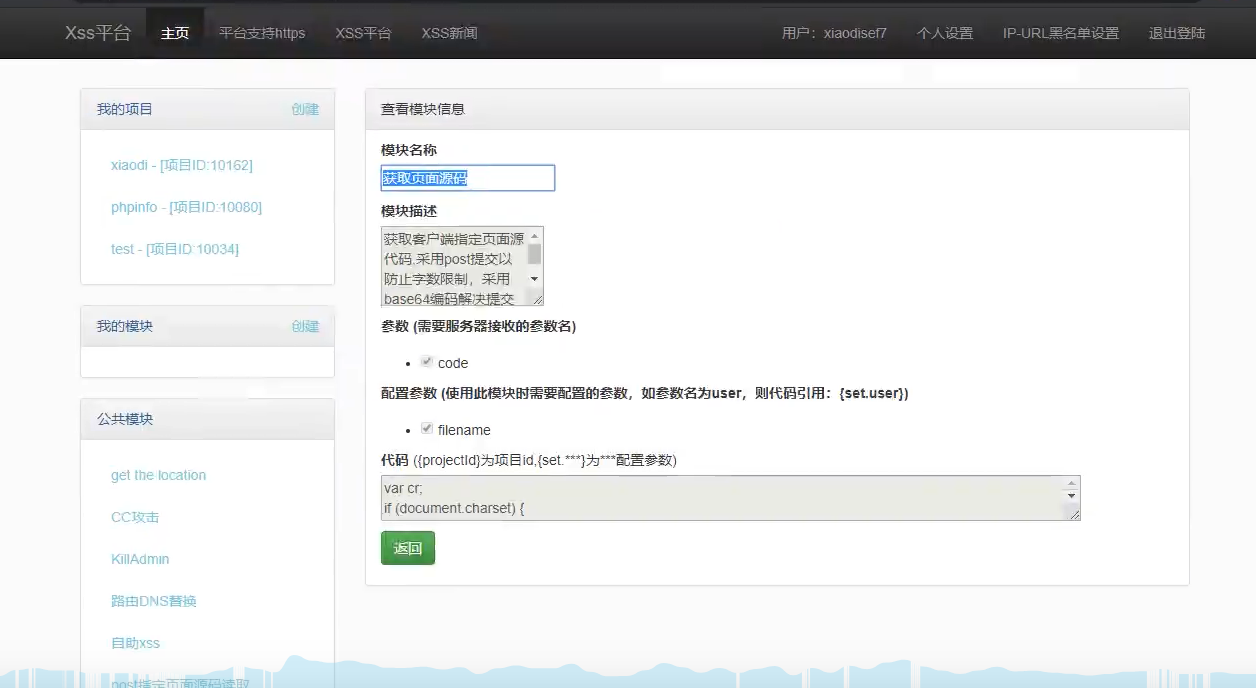 Xss平台 主页 平台支持https XSS平台 XSS新闻 用户：xiaodisef7 个人设置 IP-URL黑名单设置 退出登陆
我的项目 创建
xiaodi - [项目ID:10162]
phpinfo - [项目ID:10080]
test - [项目ID:10034]
我的模块 创建
公共模块
get the location
CC攻击
KillAdmin
路由DNS替换
自助xss
post指定页面源码读取
查看模块信息
模块名称
获取页面源码
模块描述
获取客户端指定页面源
代码,采用post提交以
防止字数限制，采用
base64编码解决提交
参数 (需要服务器接收的参数名)
code
配置参数 (使用此模块时需要配置的参数，如参数名为user，则代码引用：{set.user})
filename
代码 ({projectId}为项目id,{set.***}为***配置参数)
var cr;
if (document.charset) {
返回